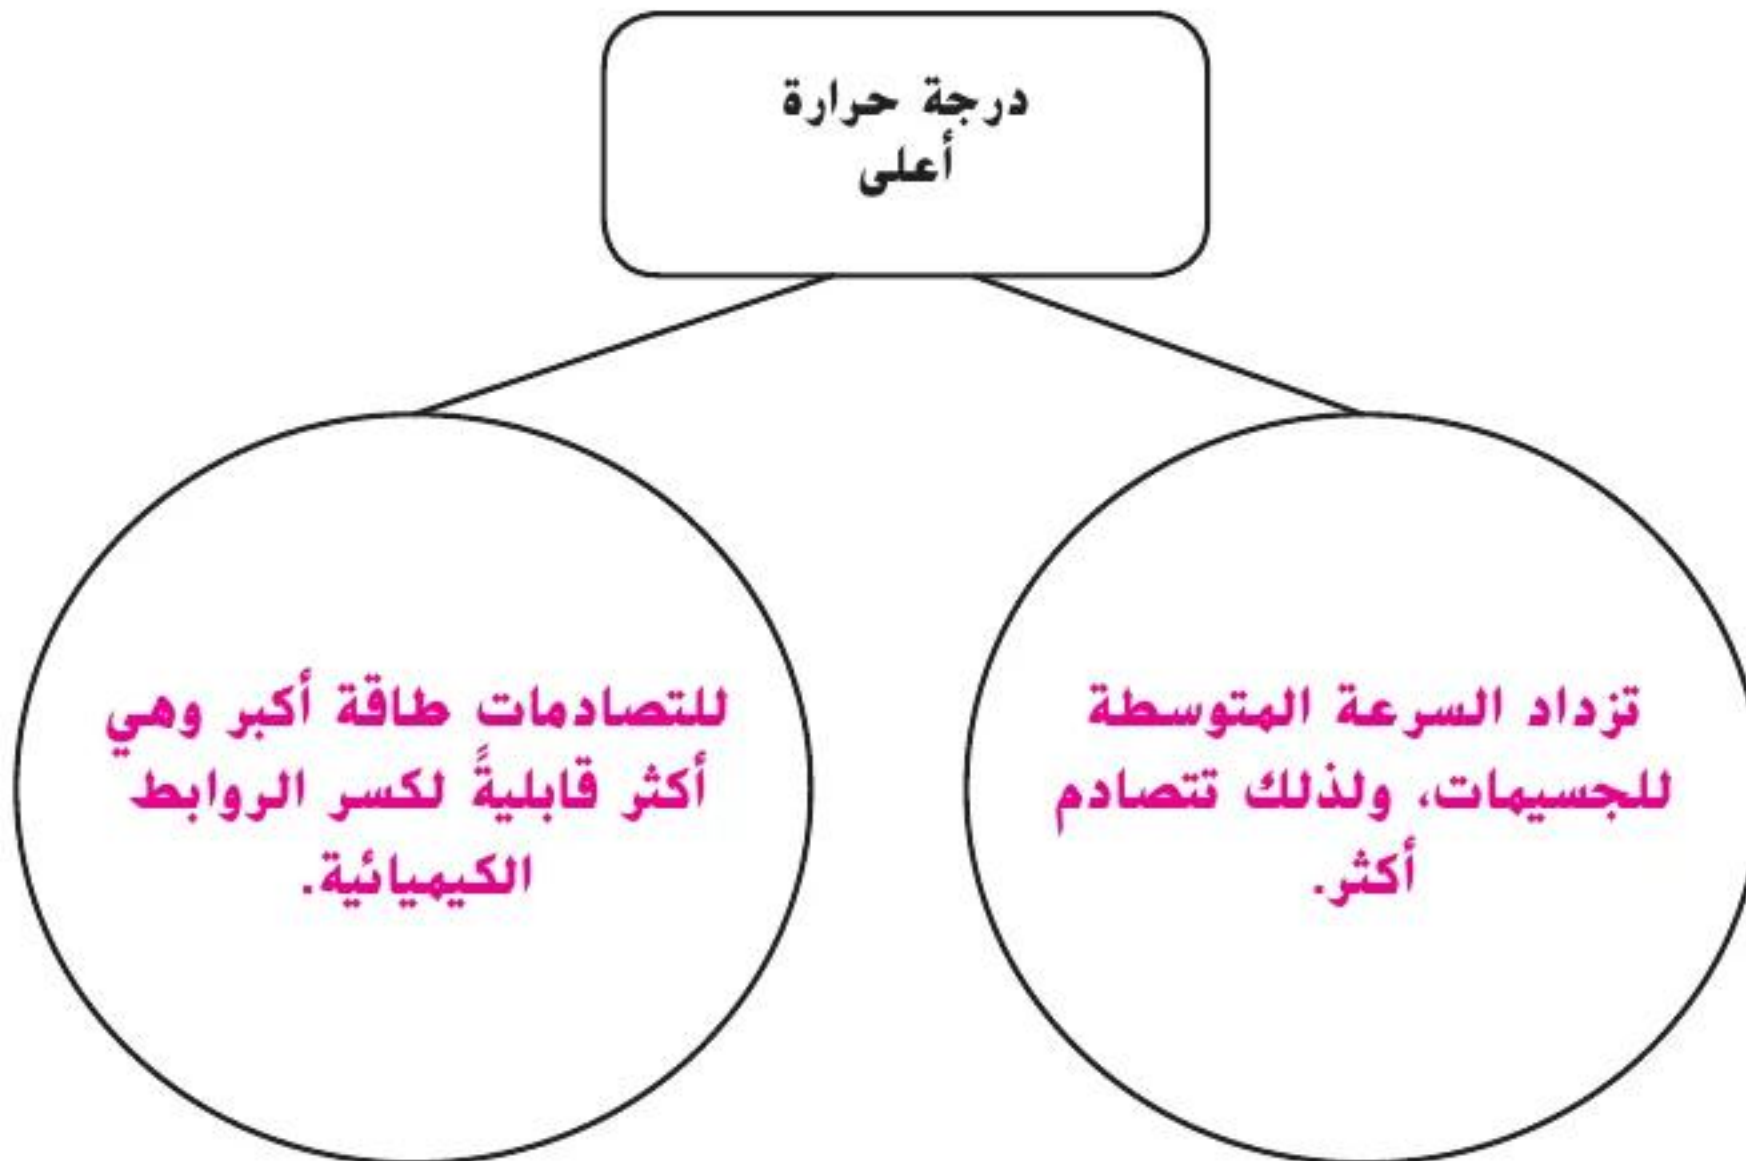 درجة حرارة
أعلى
تزداد السرعة المتوسطة
للجسيمات، ولذلك تتصادم
أكثر.
للتصادمات طاقة أكبر وهي
أكثر قابليةً لكسر الروابط
الكيميائية.